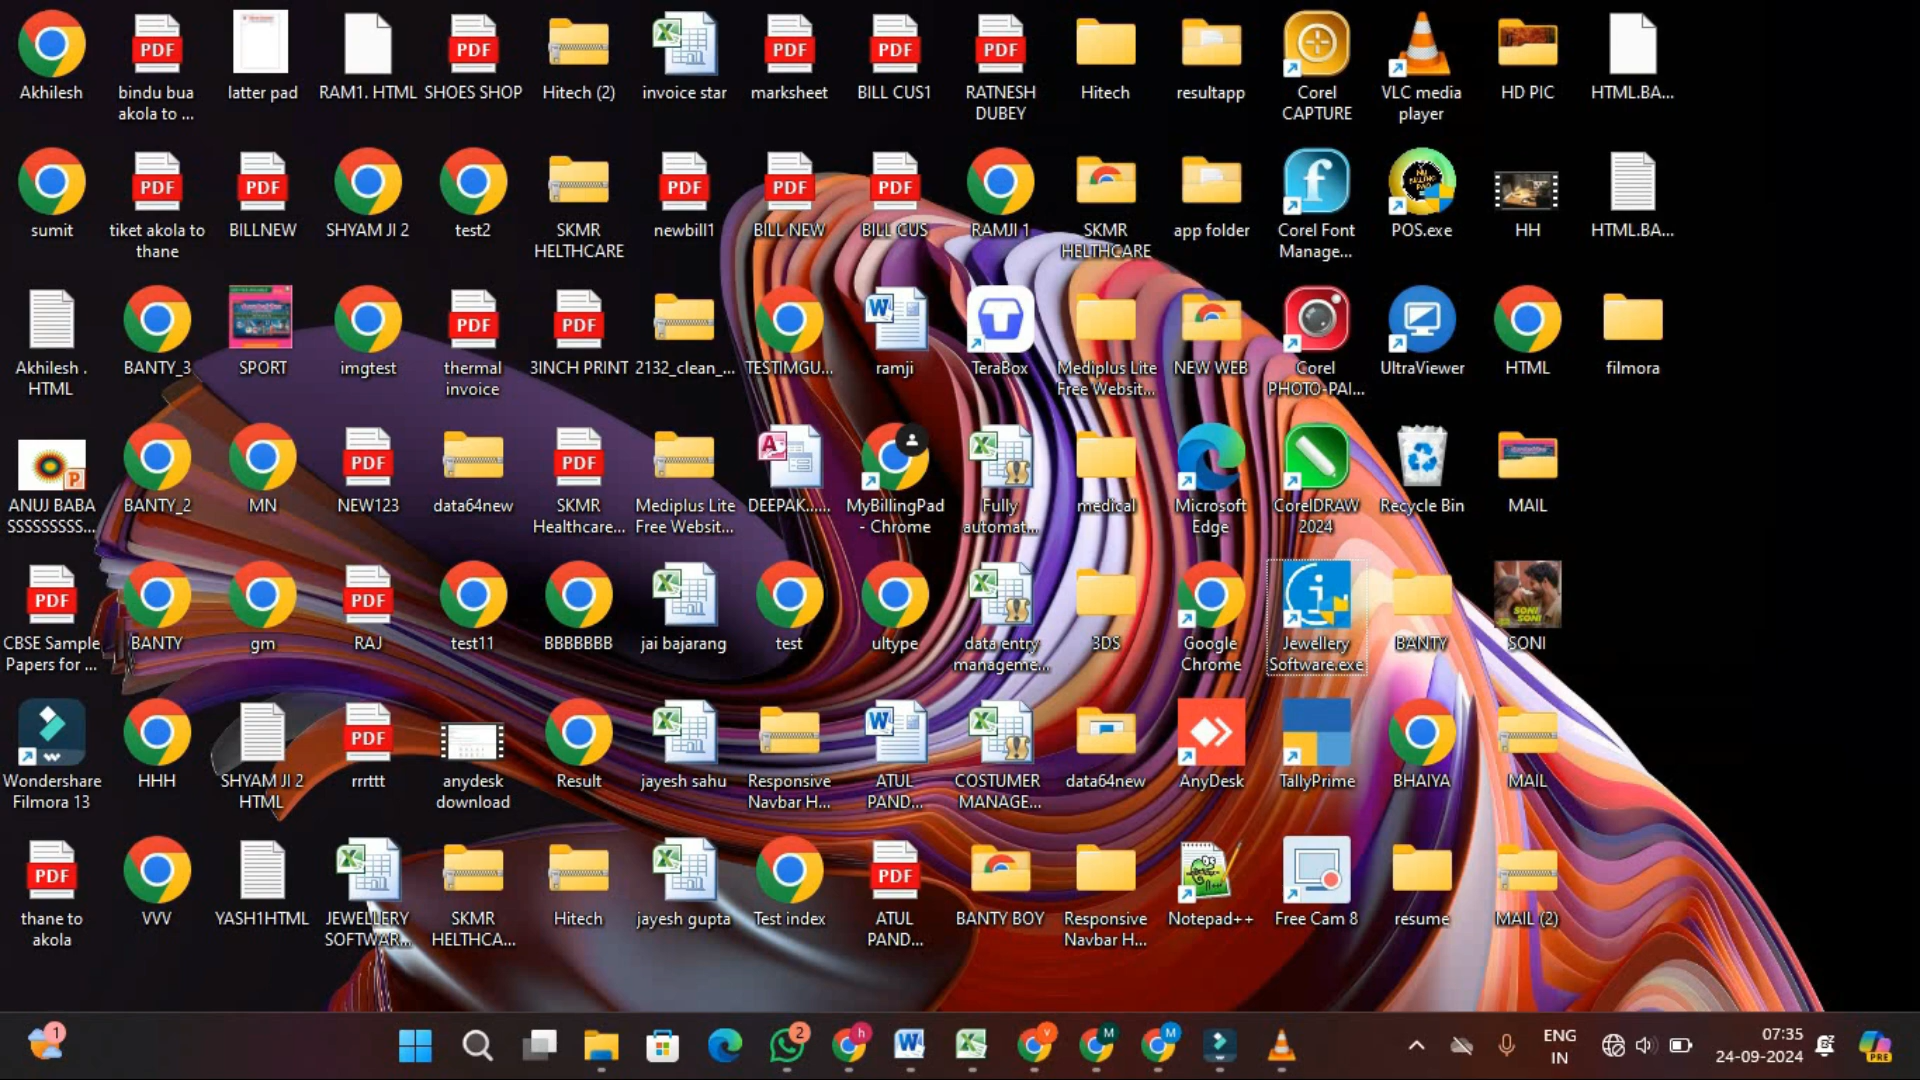 Akhilesh
bindu bua
akola to ...
latter pad
RAM1. HTML
SHOES SHOP
Hitech (2)
invoice star
marksheet
BILL CUS1
RATNESH
DUBEY
Hitech
resultapp
Corel
CAPTURE
VLC media
player
HD PIC
HTML.BA...
sumit
tiket akola to
thane
BILLNEW
SHYAM JI 2
test2
SKMR
HELTHCARE
newbill1
BILL NEW
BILL CUS
RAMJI 1
SKMR
HELTHCARE
app folder
Corel Font
Manage...
POS.exe
HH
HTML.BA...
Akhilesh .
HTML
BANTY_3
SPORT
imgtest
thermal
invoice
3INCH PRINT
2132_clean_...
TESTIMGU...
ramji
TeraBox
Mediplus Lite
Free Websit...
NEW WEB
Corel
PHOTO-PAI...
UltraViewer
HTML
filmora
ANUJ BABA
SSSSSSSSS...
BANTY_2
MN
NEW123
data64new
SKMR
Healthcare...
Mediplus Lite
Free Websit...
DEEPAK......
MyBillingPad
- Chrome
Fully
automat...
medical
Microsoft
Edge
CorelDRAW
2024
Recycle Bin
MAIL
CBSE Sample
Papers for ...
BANTY
gm
RAJ
test11
BBBBBBB
jai bajarang
test
ultype
data entry
manageme...
3DS
Google
Chrome
Jewellery
Software.exe
BANTY
SONI
SONI
SONI
Wondershare
Filmora 13
HHH
SHYAM JI 2
HTML
rrrttt
anydesk
download
Result
jayesh sahu
Responsive
Navbar H...
ATUL
PAND...
COSTUMER
MANAGE...
data64new
AnyDesk
TallyPrime
BHAIYA
MAIL
thane to
akola
VVV
YASH1HTML
JEWELLERY
SOFTWAR...
SKMR
HELTHCA...
Hitech
jayesh gupta
Test index
ATUL
PAND...
BANTY BOY
Responsive
Navbar H...
Notepad++
Free Cam 8
resume
MAIL (2)
1
2
h
V
M
M
ENG
IN
07:35
24-09-2024
PRE